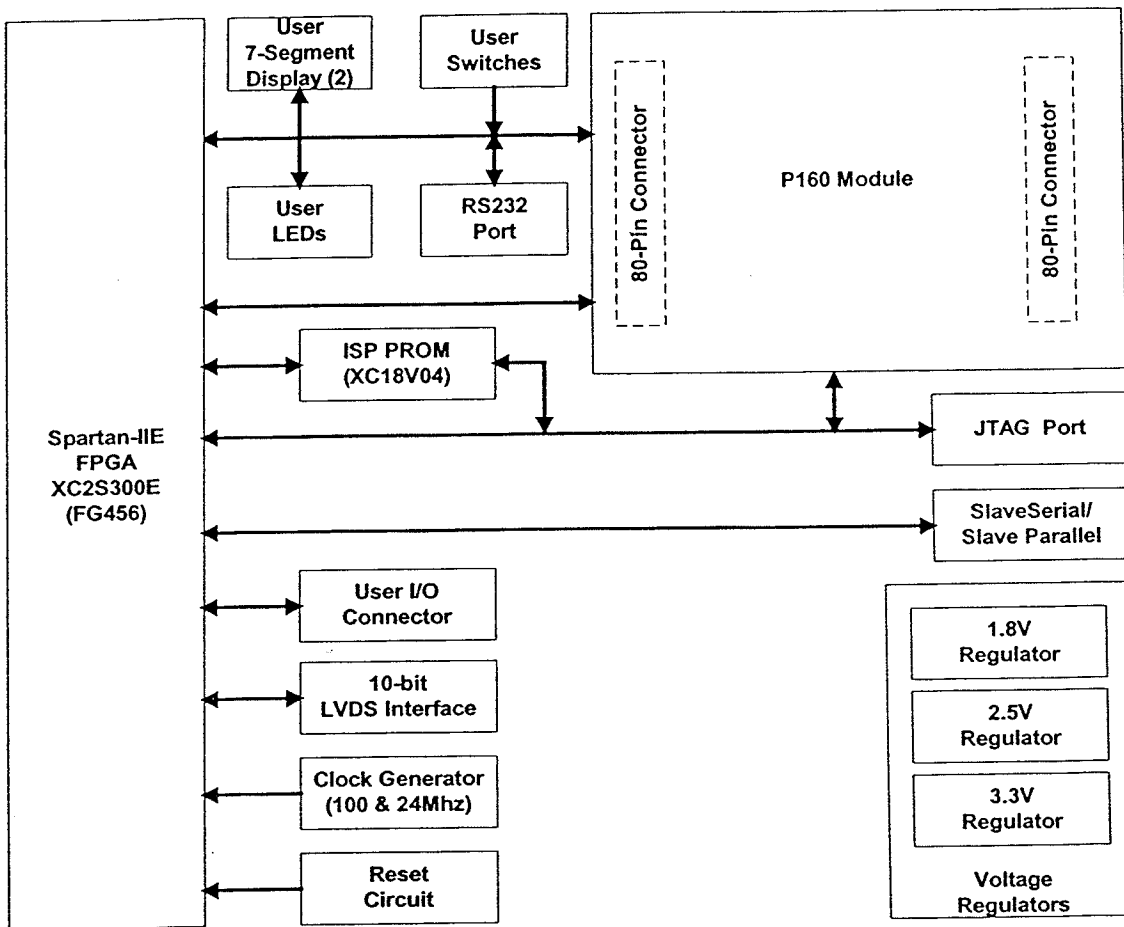 User
7-Segment
Display (2)
User
Switches
80-Pin Connector
P160 Module
80-Pin Connector
User
LEDs
RS232
Port
ISP PROM
(XC18V04)
Spartan-IIE
FPGA
XC2S300E
(FG456)
JTAG Port
SlaveSerial/
Slave Parallel
User I/O
Connector
10-bit
LVDS Interface
Clock Generator
(100 & 24Mhz)
Reset
Circuit
1.8V
Regulator
2.5V
Regulator
3.3V
Regulator
Voltage
Regulators